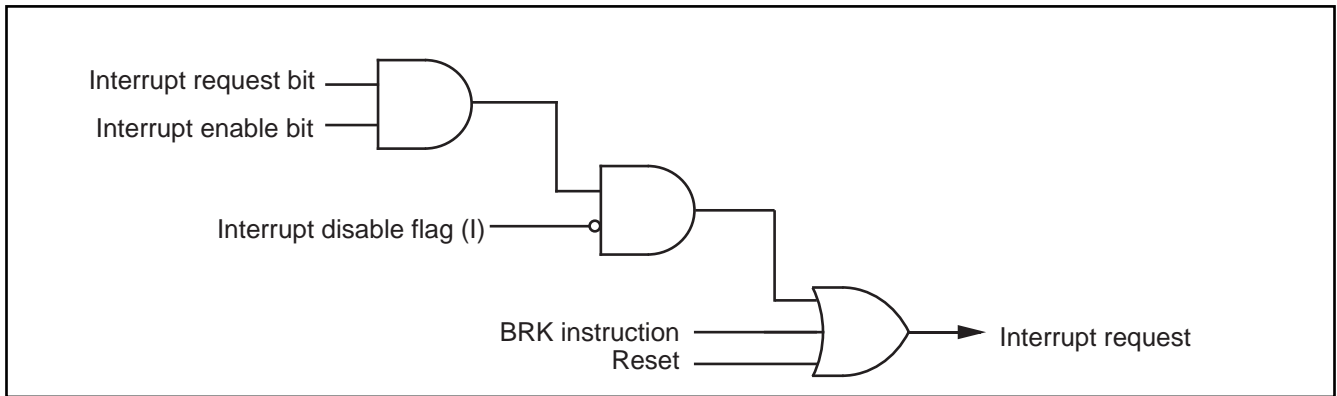 Interrupt request bit
Interrupt enable bit
Interrupt disable flag (I)
BRK instruction
Reset
Interrupt request